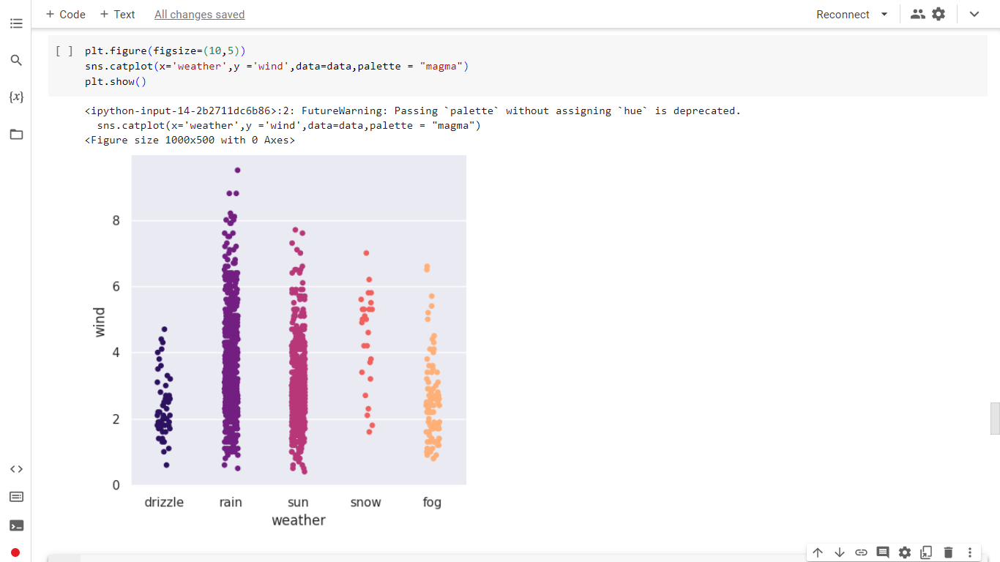 + Code + Text All changes saved Reconnect
{x}
[ ] plt.figure(figsize=(10,5))
sns.catplot(x='weather',y ='wind',data=data,palette = "magma")
plt.show()
<ipython-input-14-2b2711dc6b86>:2: FutureWarning: Passing `palette` without assigning `hue` is deprecated.
sns.catplot(x='weather',y ='wind',data=data,palette = "magma")
<Figure size 1000x500 with 0 Axes>
8
6
wind
4
2
0
drizzle rain sun snow fog
weather